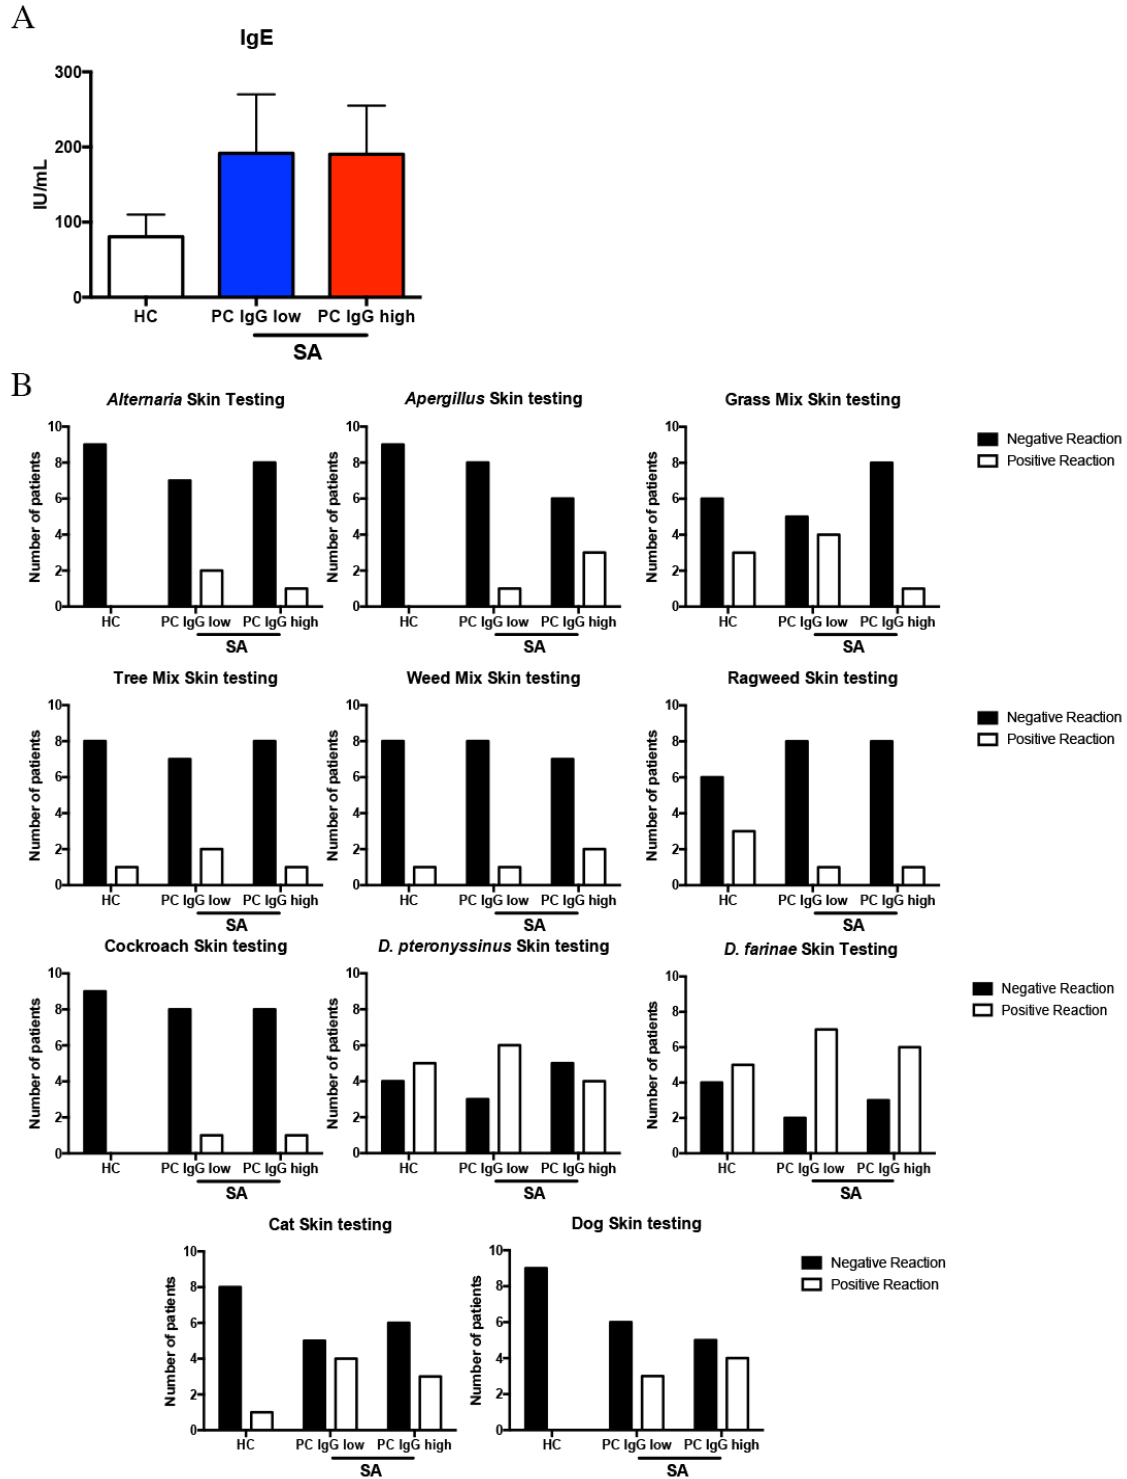 A
IgE
300
200
100
0
IU/mL
HC
PC IgG low
PC IgG high
SA
B
Alternaria Skin Testing
10
8
6
4
2
0
Number of patients
HC
PC IgG low
PC IgG high
SA
Apergillus Skin testing
10
8
6
4
2
0
Number of patients
HC
PC IgG low
PC IgG high
SA
Grass Mix Skin testing
10
8
6
4
2
0
Number of patients
HC
PC IgG low
PC IgG high
SA
Negative Reaction
Positive Reaction
Tree Mix Skin testing
10
8
6
4
2
0
Number of patients
HC
PC IgG low
PC IgG high
SA
Weed Mix Skin testing
10
8
6
4
2
0
Number of patients
HC
PC IgG low
PC IgG high
SA
Ragweed Skin testing
10
8
6
4
2
0
Number of patients
HC
PC IgG low
PC IgG high
SA
Negative Reaction
Positive Reaction
Cockroach Skin testing
10
8
6
4
2
0
Number of patients
HC
PC IgG low
PC IgG high
SA
D. pteronyssinus Skin testing
10
8
6
4
2
0
Number of patients
HC
PC IgG low
PC IgG high
SA
D. farinae Skin Testing
10
8
6
4
2
0
Number of patients
HC
PC IgG low
PC IgG high
SA
Negative Reaction
Positive Reaction
Cat Skin testing
10
8
6
4
2
0
Number of patients
HC
PC IgG low
PC IgG high
SA
Dog Skin testing
10
8
6
4
2
0
Number of patients
HC
PC IgG low
PC IgG high
SA
Negative Reaction
Positive Reaction